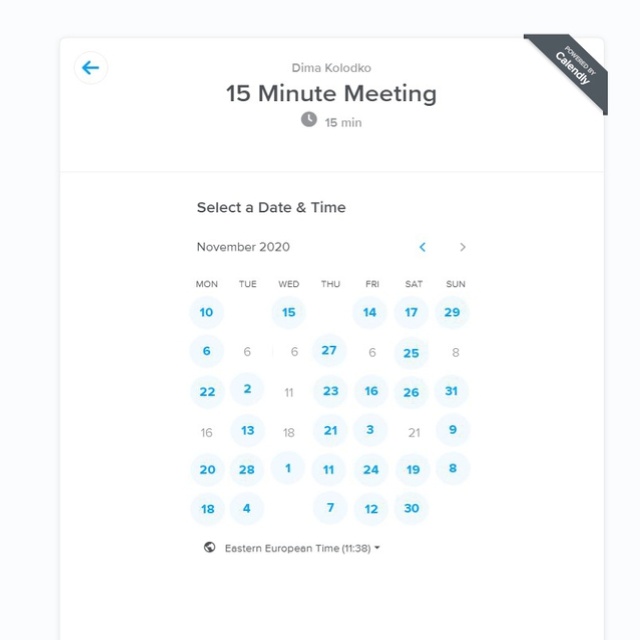 POWERED BY
Calendly
Dima Kolodko
15 Minute Meeting
15 min
Select a Date & Time
November 2020
MON TUE WED THU FRI SAT SUN
10 15 14 17 29
6 6 6 27 6 25 8
22 2 11 23 16 26 31
16 13 18 21 3 21 9
20 28 1 11 24 19 8
18 4 7 12 30
Eastern European Time (11:38)